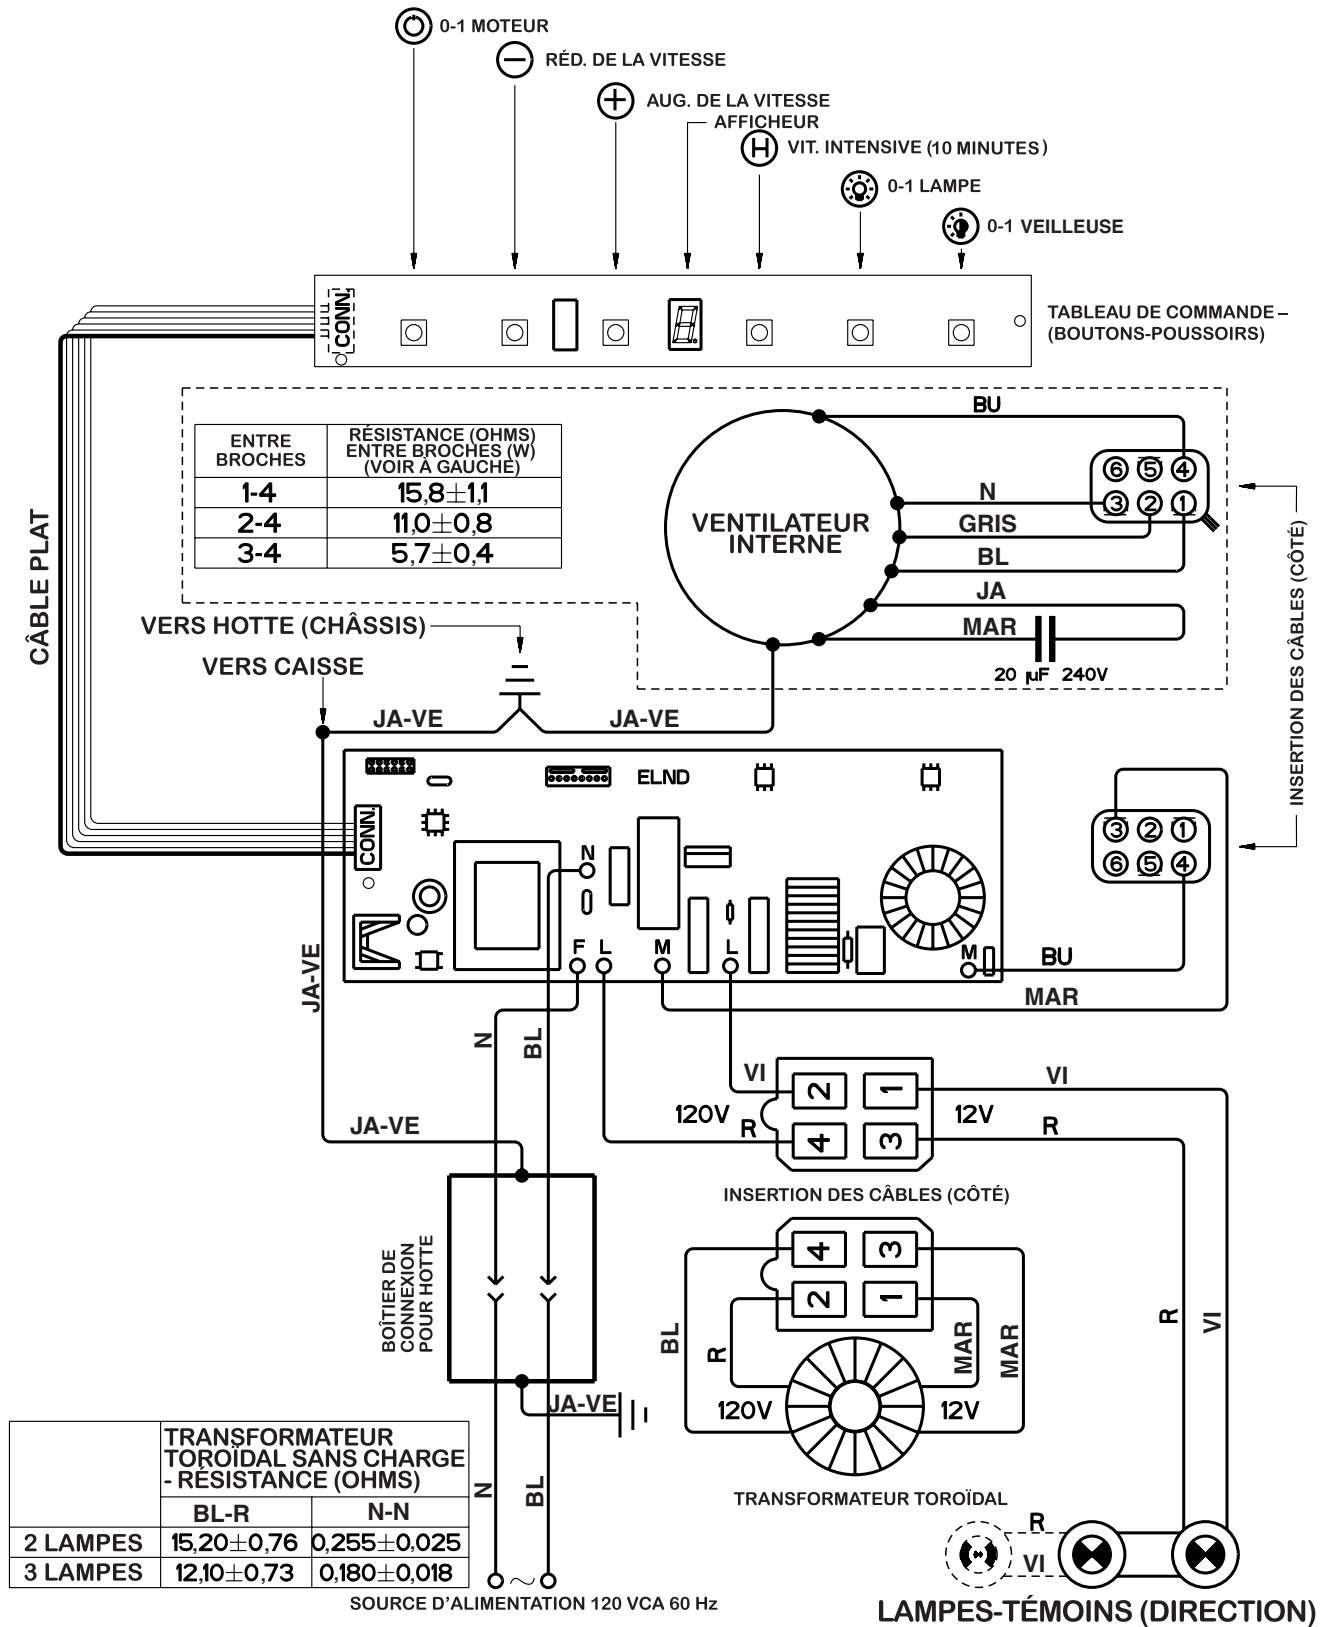 0-1 MOTEUR
RÉD. DE LA VITESSE
AUG. DE LA VITESSE
AFFICHEUR
H
VIT. INTENSIVE (10 MINUTES)
0-1 LAMPE
0-1 VEILLEUSE
CONN.
TABLEAU DE COMMANDE –
(BOUTONS-POUSSOIRS)
CÂBLE PLAT
ENTRE
BROCHES
RÉSISTANCE (OHMS)
ENTRE BROCHES (W)
(VOIR À GAUCHE)
1-4 15,8±1,1
2-4 11,0±0,8
3-4 5,7±0,4
VENTILATEUR
INTERNE
BU
N
GRIS
BL
JA
MAR
20 µF 240V
6 5 4
3 2 1
INSERTION DES CÂBLES (CÔTÉ)
VERS HOTTE (CHÂSSIS)
VERS CAISSE
JA-VE
JA-VE
ELND
CONN.
N
F L M L
M
BU
MAR
3 2 1
6 5 4
JA-VE
N
BL
VI
R
120V
2 1
4 3
12V
VI
R
INSERTION DES CÂBLES (CÔTÉ)
JA-VE
BOÎTIER DE
CONNEXION
POUR HOTTE
4 3
2 1
BL
R
MAR
MAR
120V
12V
TRANSFORMATEUR TOROÏDAL
R
VI
JA-VE
TRANSFORMATEUR
TOROÏDAL SANS CHARGE
- RÉSISTANCE (OHMS)
BL-R N-N
2 LAMPES 15,20±0,76 0,255±0,025
3 LAMPES 12,10±0,73 0,180±0,018
N
BL
SOURCE D'ALIMENTATION 120 VCA 60 Hz
R
VI
LAMPES-TÉMOINS (DIRECTION)